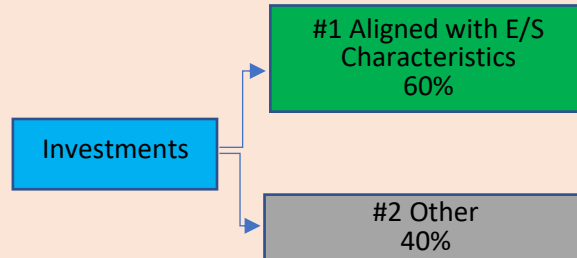 #1 Aligned with E/S
Characteristics
60%
Investments
#2 Other
40%